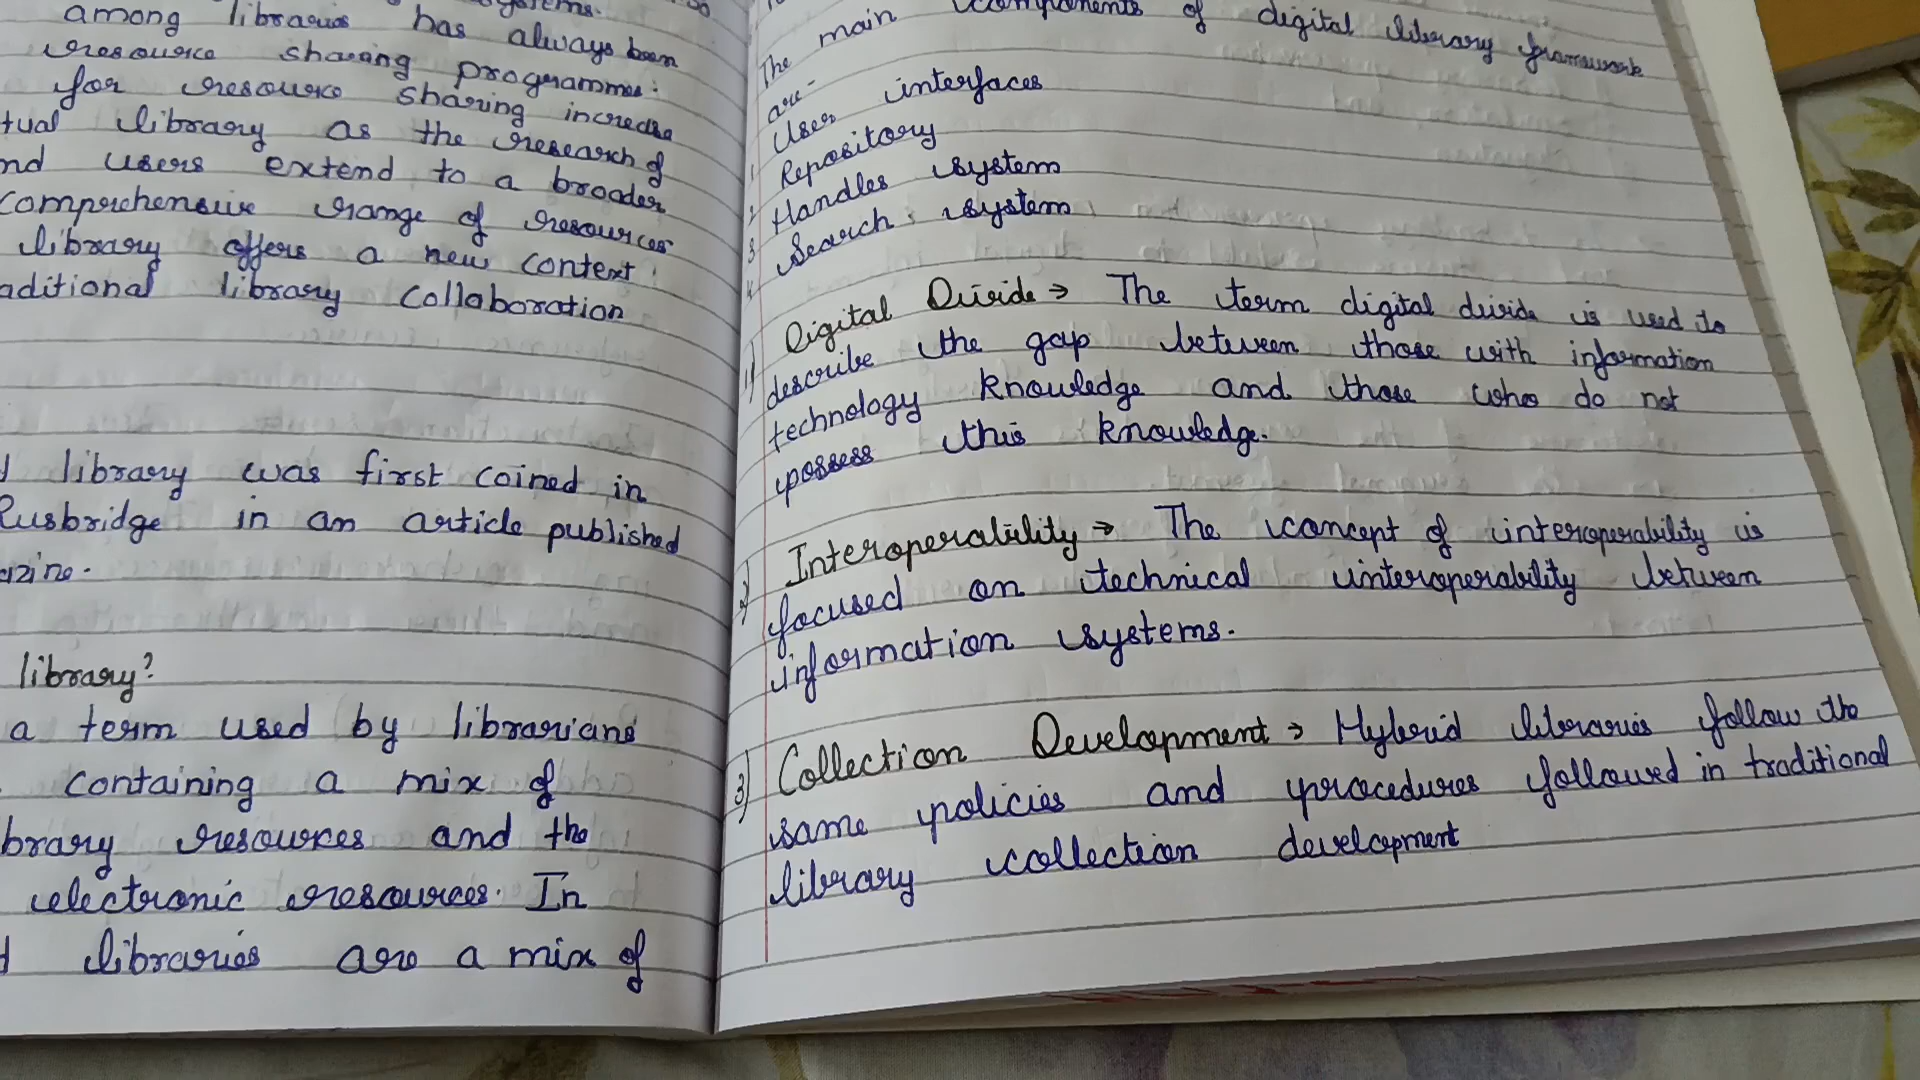 among libraries has always been
resource sharing programmes:
for resource sharing increase
tual library as the research of
nd users extend to a broader
comprehensive range of resources
library offers a new context
aditional library collaboration
library was first coined in
Rusbridge in an article published
azine.
library?
a term used by librarians
containing a mix of
brary resources and the
electronic resources. In
libraries are a mix of
The main components of digital library framework
are-
1 User interfaces
2 Repository
3 Handles system
4 Search system
1) Digital Divide → The term digital divide is used to
describe the gap between those with information
technology knowledge and those who do not
possess this knowledge.
2) Interoperability → The concept of interoperability is
focused on technical interoperability between
information systems.
3) Collection Development → Hybrid libraries follow the
same policies and procedures followed in traditional
library collection development